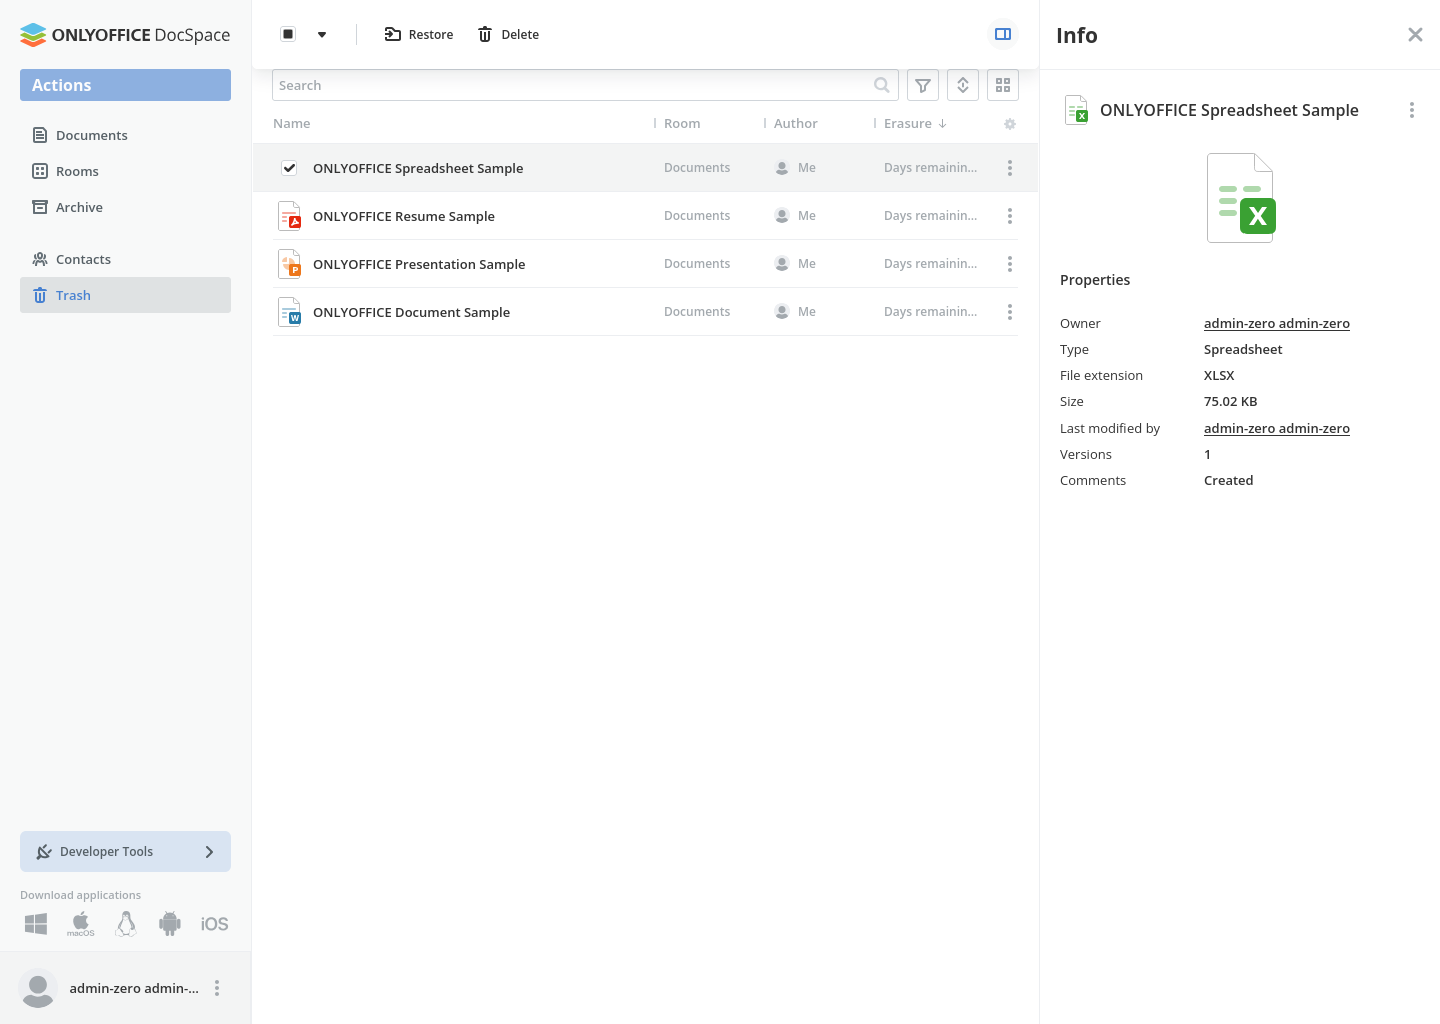 ONLYOFFICE DocSpace
Actions
Documents
Rooms
Archive
Contacts
Trash
Developer Tools
Download applications
macOS
iOS
admin-zero admin-...
Restore
Delete
Search
Name Room Author Erasure
ONLYOFFICE Spreadsheet Sample Documents Me Days remainin...
ONLYOFFICE Resume Sample Documents Me Days remainin...
P
ONLYOFFICE Presentation Sample Documents Me Days remainin...
W
ONLYOFFICE Document Sample Documents Me Days remainin...
Info
X
ONLYOFFICE Spreadsheet Sample
X
Properties
Owner admin-zero admin-zero
Type Spreadsheet
File extension XLSX
Size 75.02 KB
Last modified by admin-zero admin-zero
Versions 1
Comments Created